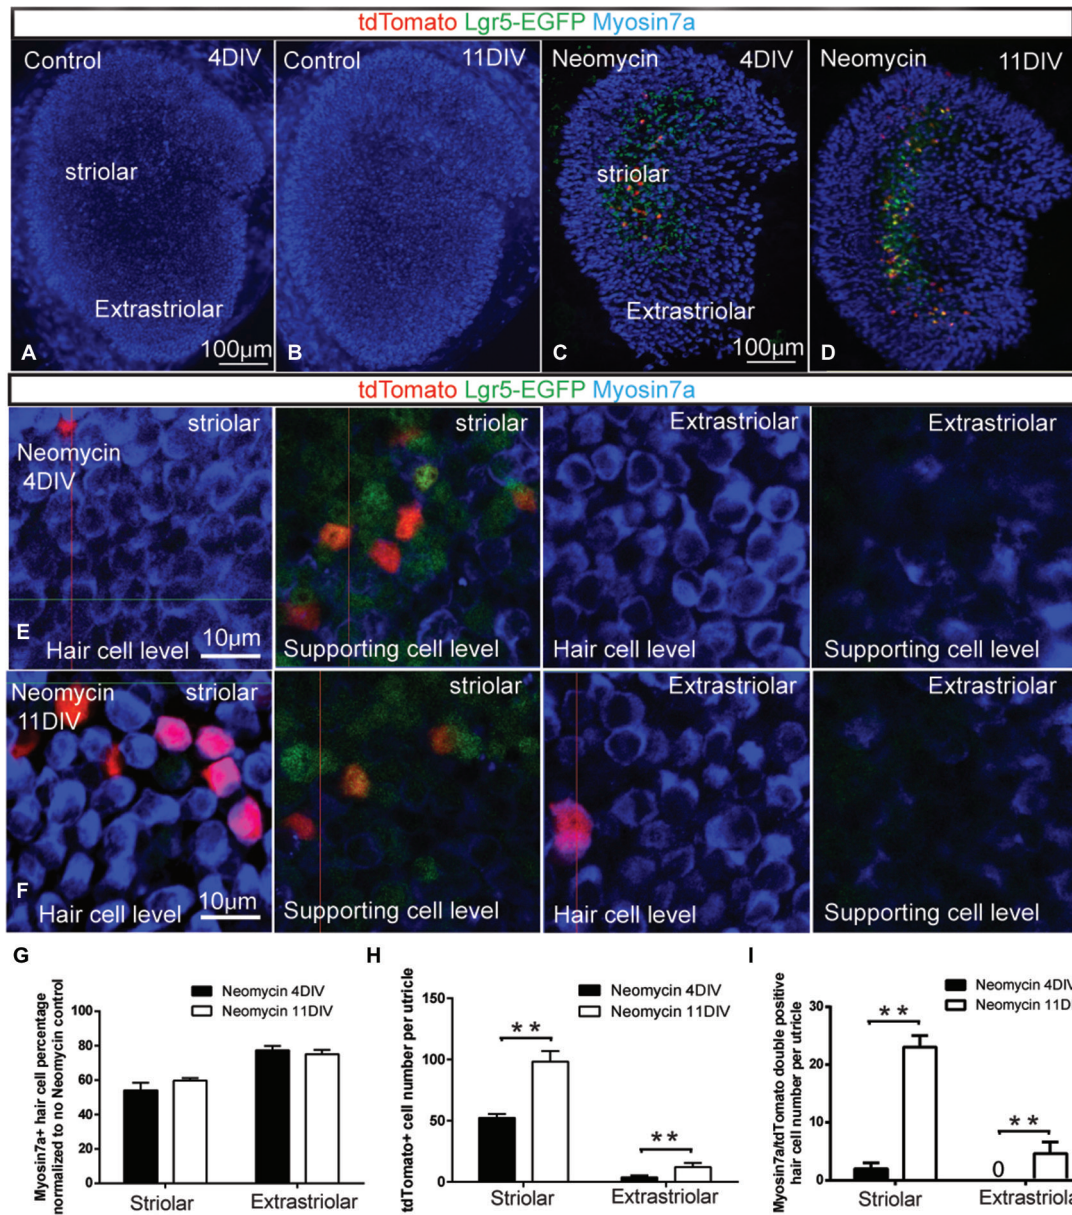 tdTomato Lgr5-EGFP Myosin7a
Control 4DIV
striolar
Extrastriolar
A
100μm
Control 11DIV
B
Neomycin 4DIV
striolar
Extrastriolar
C
100μm
Neomycin 11DIV
D
tdTomato Lgr5-EGFP Myosin7a
striolar
Neomycin
4DIV
E
Hair cell level
10μm
striolar
Supporting cell level
Extrastriolar
Hair cell level
Extrastriolar
Supporting cell level
Neomycin striolar
11DIV
F
Hair cell level
10μm
striolar
Supporting cell level
Extrastriolar
Hair cell level
Extrastriolar
Supporting cell level
G
Myosin7a+ hair cell percentage
normalized to no Neomycin control
Neomycin 4DIV
Neomycin 11DIV
100
80
60
40
20
0
Striolar Extrastriolar
H
tdTomato+ cell number per utricle
Neomycin 4DIV
Neomycin 11DIV
150
100
50
0
**
**
Striolar Extrastriolar
I
Myosin7a/tdTomato double positive
hair cell number per utricle
Neomycin 4DIV
Neomycin 11DI
30
20
10
0
**
**
0
Striolar Extrastriola